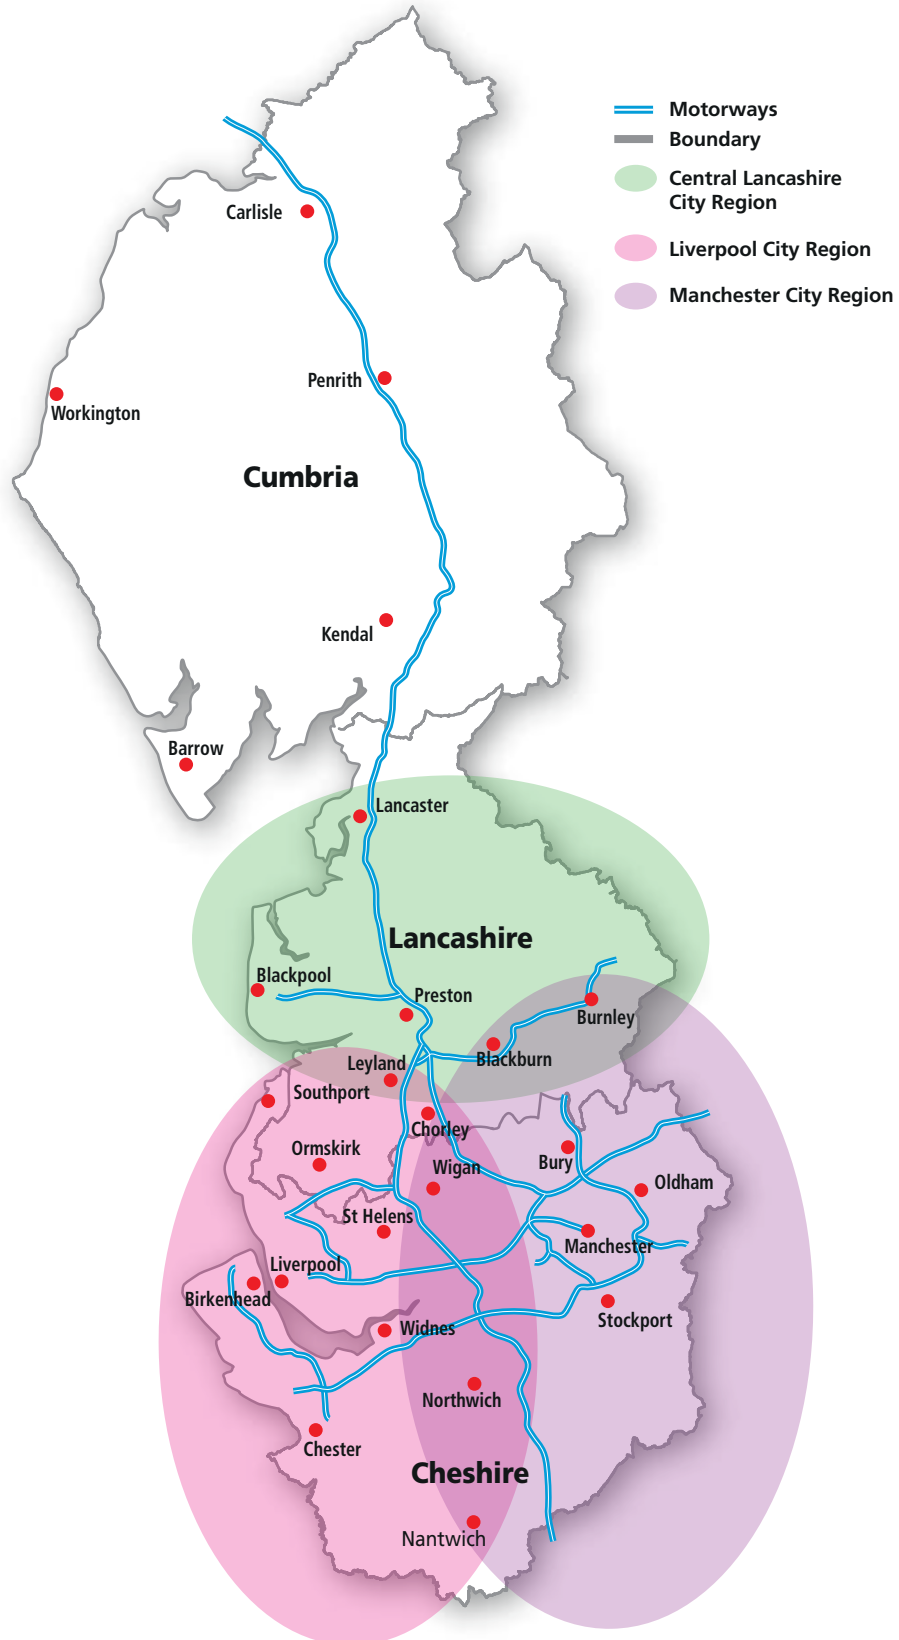 Motorways
Boundary
Central Lancashire
City Region
Liverpool City Region
Manchester City Region
Carlisle
Penrith
Workington
Cumbria
Kendal
Barrow
Lancaster
Lancashire
Blackpool
Preston
Burnley
Blackburn
Leyland
Southport
Chorley
Ormskirk
Wigan
Bury
Oldham
St Helens
Manchester
Liverpool
Birkenhead
Stockport
Widnes
Northwich
Chester
Cheshire
Nantwich